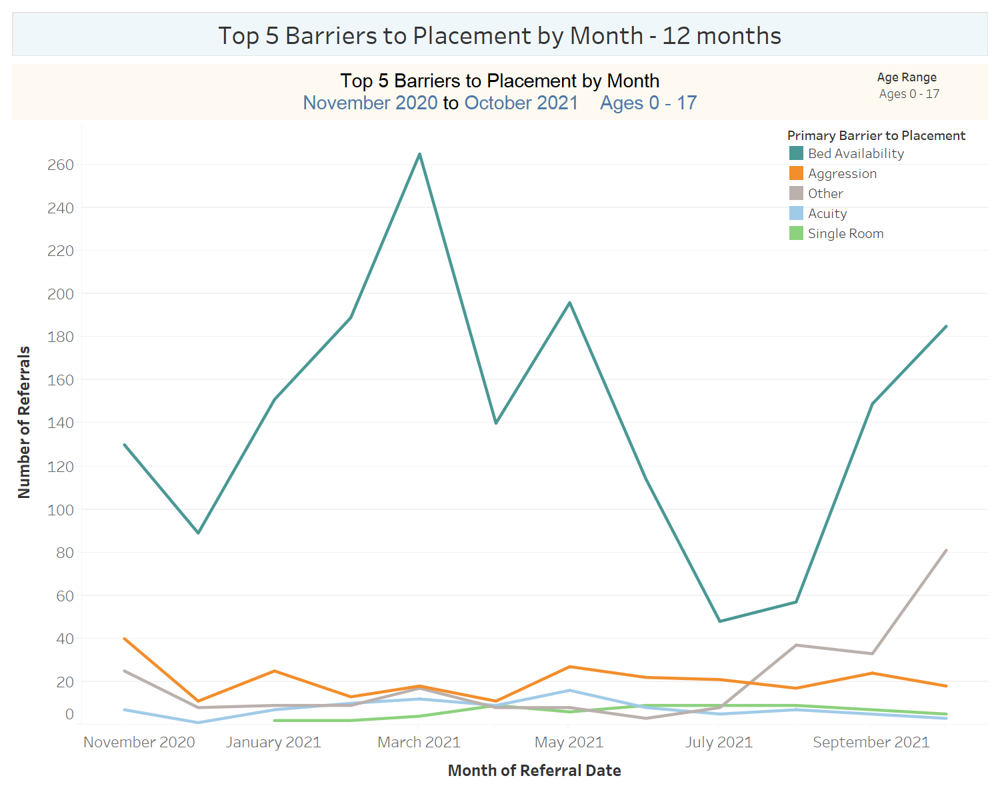 Top 5 Barriers to Placement by Month - 12 months
Top 5 Barriers to Placement by Month
November 2020 to October 2021 Ages 0 - 17
Age Range
Ages 0 - 17
Primary Barrier to Placement
Bed Availability
Aggression
Other
Acuity
Single Room
Number of Referrals
260
240
220
200
180
160
140
120
100
80
60
40
20
0
November 2020 January 2021 March 2021 May 2021 July 2021 September 2021
Month of Referral Date